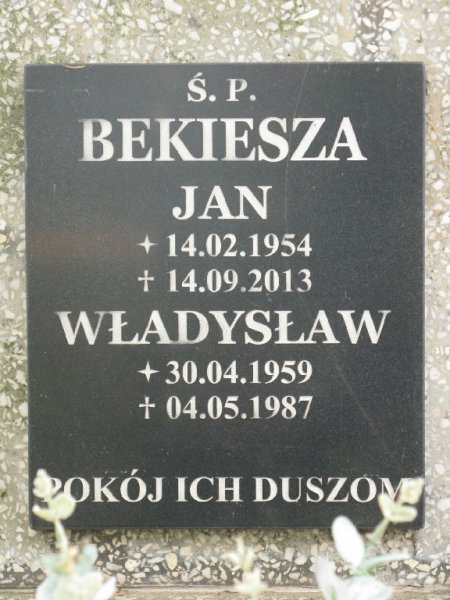 Ś. P.
BEKIESZA
JAN
✦ 14.02.1954
† 14.09.2013
WŁADYSŁAW
✦ 30.04.1959
† 04.05.1987
POKÓJ ICH DUSZOM